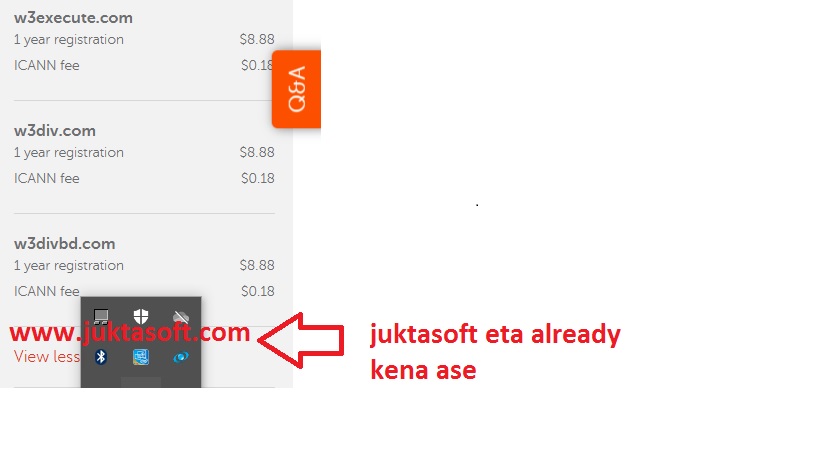 w3execute.com
1 year registration $8.88
ICANN fee $0.18
Q&A
w3div.com
1 year registration $8.88
ICANN fee $0.18
w3divbd.com
1 year registration $8.88
ICANN fee $0.18
www.juktasoft.com
juktasoft eta already
kena ase
View less